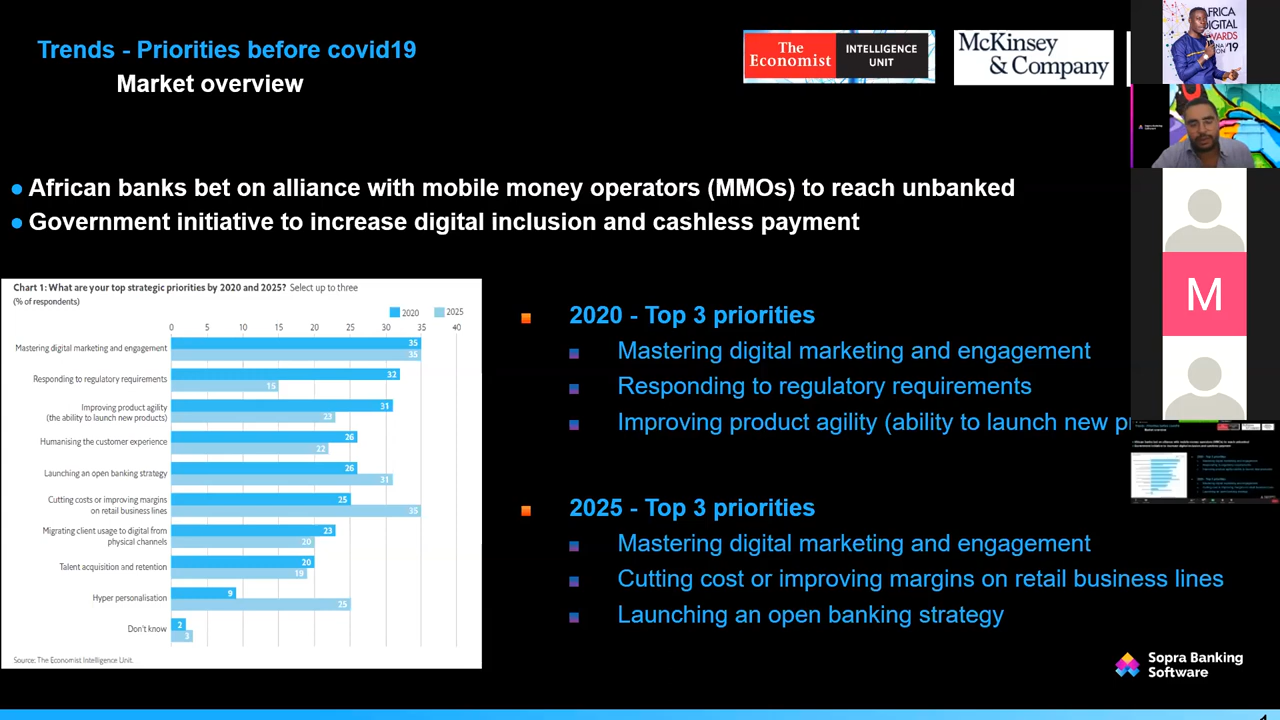 Trends - Priorities before covid19
Market overview
The Economist
INTELLIGENCE UNIT
McKinsey
& Company
AFRICA
DIGITAL
AWARDS
'19
Sopra Banking
Software
African banks bet on alliance with mobile money operators (MMOs) to reach unbanked
Government initiative to increase digital inclusion and cashless payment
M
Chart 1: What are your top strategic priorities by 2020 and 2025? Select up to three
(% of respondents)
2020 2025
0 5 10 15 20 25 30 35 40
Mastering digital marketing and engagement 35
35
Responding to regulatory requirements 32
15
Improving product agility 31
(the ability to launch new products) 23
Humanising the customer experience 26
22
Launching an open banking strategy 26
31
Cutting costs or improving margins 25
on retail business lines 35
Migrating client usage to digital from 23
physical channels 20
Talent acquisition and retention 20
19
Hyper personalisation 9
25
Don't know 2
3
Source: The Economist Intelligence Unit.
2020 - Top 3 priorities
Mastering digital marketing and engagement
Responding to regulatory requirements
Improving product agility (ability to launch new
2025 - Top 3 priorities
Mastering digital marketing and engagement
Cutting cost or improving margins on retail business lines
Launching an open banking strategy
Sopra Banking
Software